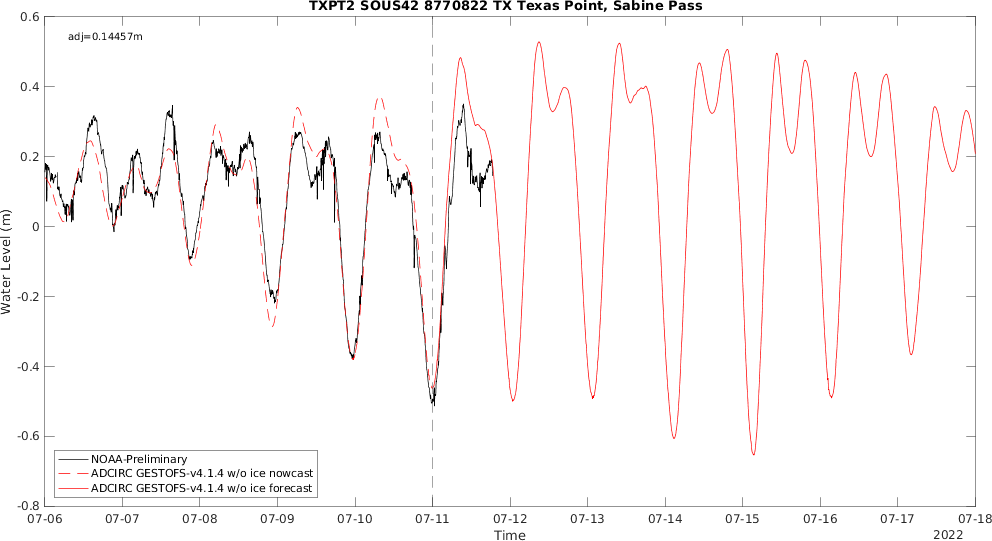 TXPT2 SOUS42 8770822 TX Texas Point, Sabine Pass
adj=0.14457m
0.6
0.4
0.2
0
-0.2
-0.4
-0.6
-0.8
Water Level (m)
NOAA-Preliminary
ADCIRC GESTOFS-v4.1.4 w/o ice nowcast
ADCIRC GESTOFS-v4.1.4 w/o ice forecast
07-06 07-07 07-08 07-09 07-10 07-11 07-12 07-13 07-14 07-15 07-16 07-17 07-18
Time
2022